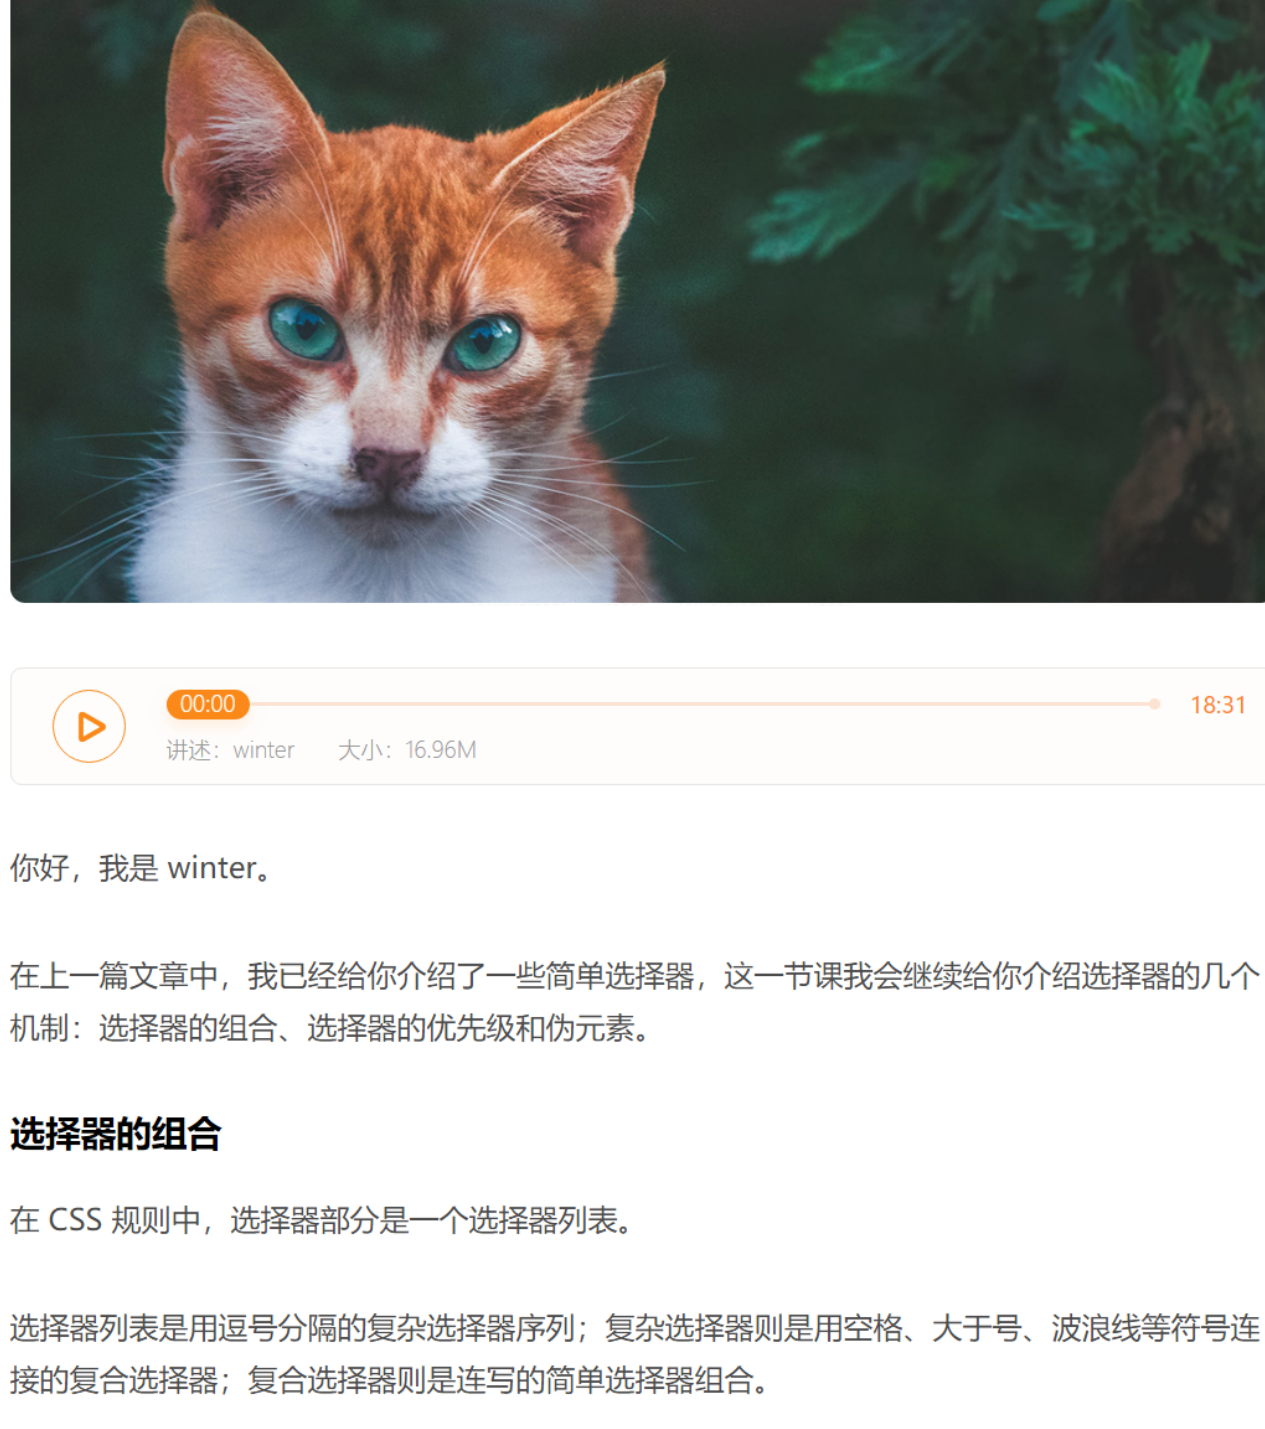 00:00
18:31
讲述：winter 大小：16.96M
你好，我是 winter。
在上一篇文章中，我已经给你介绍了一些简单选择器，这一节课我会继续给你介绍选择器的几个
机制：选择器的组合、选择器的优先级和伪元素。
选择器的组合
在 CSS 规则中，选择器部分是一个选择器列表。
选择器列表是用逗号分隔的复杂选择器序列；复杂选择器则是用空格、大于号、波浪线等符号连
接的复合选择器；复合选择器则是连写的简单选择器组合。